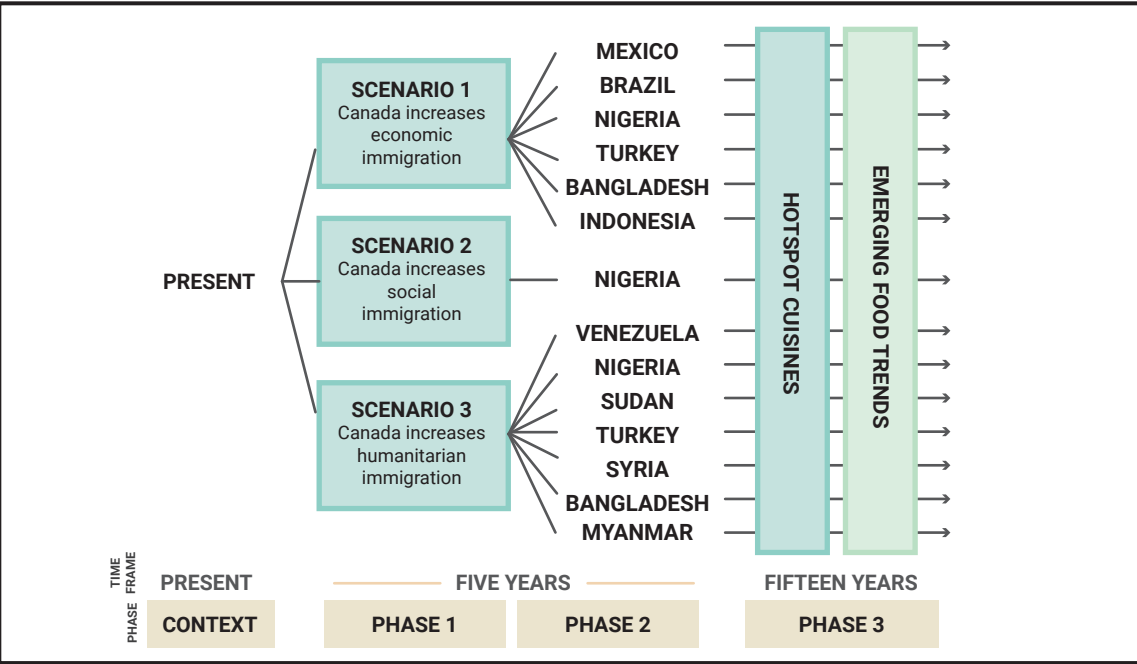 PRESENT
SCENARIO 1
Canada increases
economic
immigration
SCENARIO 2
Canada increases
social
immigration
SCENARIO 3
Canada increases
humanitarian
immigration
MEXICO
BRAZIL
NIGERIA
TURKEY
BANGLADESH
INDONESIA
NIGERIA
VENEZUELA
NIGERIA
SUDAN
TURKEY
SYRIA
BANGLADESH
MYANMAR
HOTSPOT CUISINES
EMERGING FOOD TRENDS
TIME
FRAME
PRESENT
FIVE YEARS
FIFTEEN YEARS
PHASE
CONTEXT
PHASE 1
PHASE 2
PHASE 3